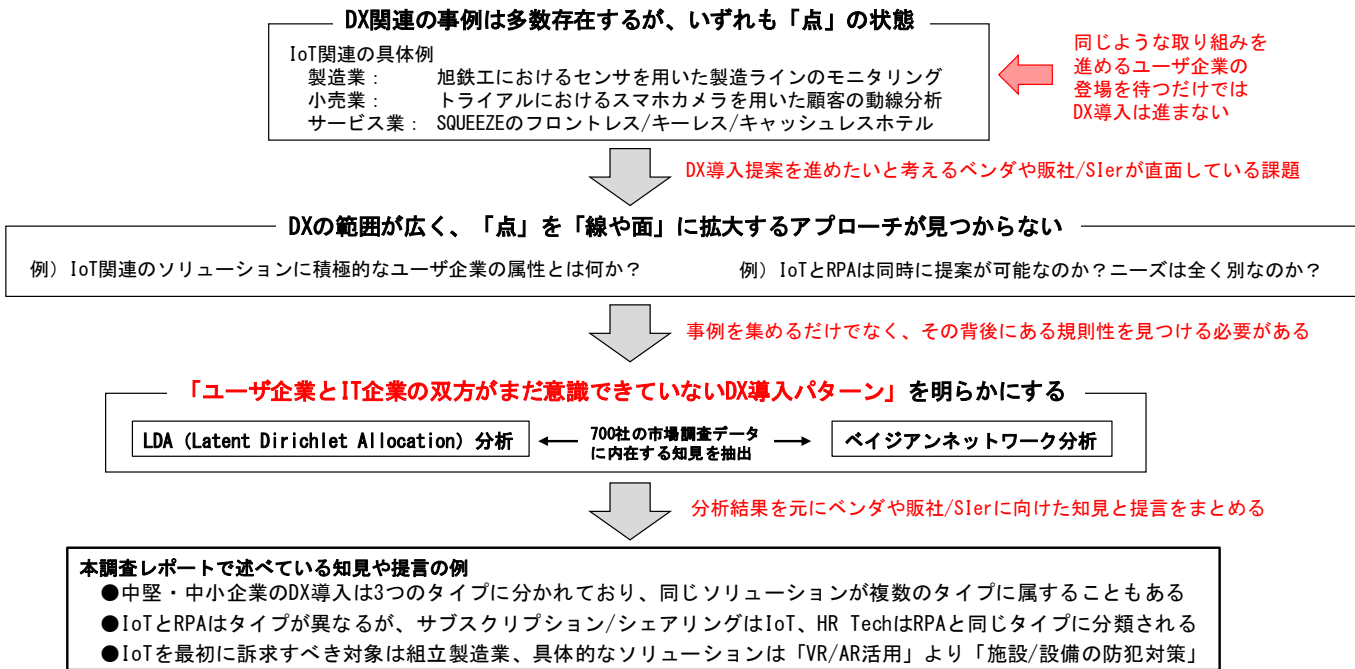 DX関連の事例は多数存在するが、いずれも「点」の状態
IoT関連の具体例
製造業： 旭鉄工におけるセンサを用いた製造ラインのモニタリング
小売業： トライアルにおけるスマホカメラを用いた顧客の動線分析
サービス業： SQUEEZEのフロントレス/キーレス/キャッシュレスホテル
同じような取り組みを
進めるユーザ企業の
登場を待つだけでは
DX導入は進まない
DX導入提案を進めたいと考えるベンダや販社/SIerが直面している課題
DXの範囲が広く、「点」を「線や面」に拡大するアプローチが見つからない
例）IoT関連のソリューションに積極的なユーザ企業の属性とは何か？
例）IoTとRPAは同時に提案が可能なのか？ニーズは全く別なのか？
事例を集めるだけでなく、その背後にある規則性を見つける必要がある
「ユーザ企業とIT企業の双方がまだ意識できていないDX導入パターン」を明らかにする
LDA（Latent Dirichlet Allocation）分析
700社の市場調査データ
に内在する知見を抽出
ベイジアンネットワーク分析
分析結果を元にベンダや販社/SIerに向けた知見と提言をまとめる
本調査レポートで述べている知見や提言の例
●中堅・中小企業のDX導入は3つのタイプに分かれており、同じソリューションが複数のタイプに属することもある
●IoTとRPAはタイプが異なるが、サブスクリプション/シェアリングはIoT、HR TechはRPAと同じタイプに分類される
●IoTを最初に訴求すべき対象は組立製造業、具体的なソリューションは「VR/AR活用」より「施設/設備の防犯対策」